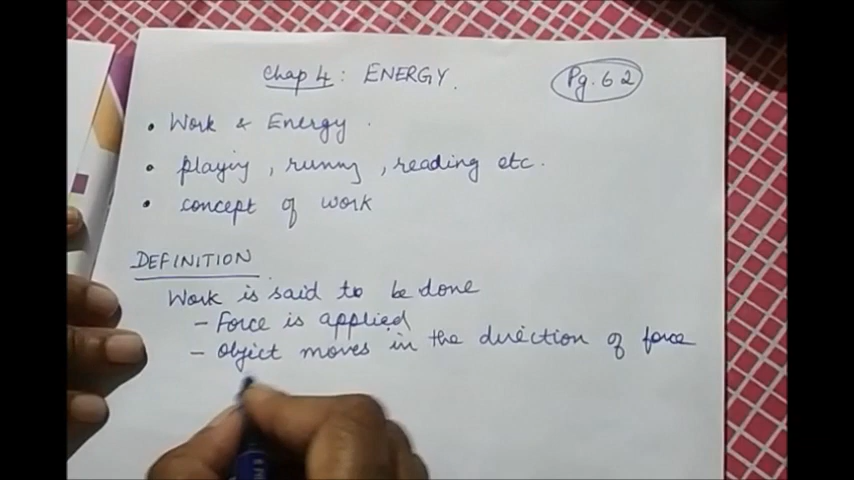 Chap 4 : ENERGY.
Pg. 62
• Work & Energy.
• playing, running, reading etc.
• concept of work
DEFINITION
Work is said to be done
- Force is applied
- Object moves in the direction of force